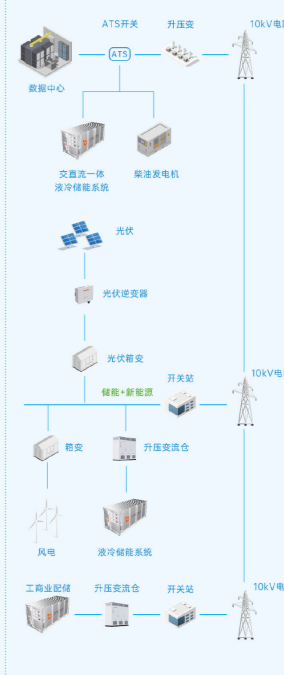 ATS开关 升压变 10kV电
ATS
数据中心
交直流一体
液冷储能系统
柴油发电机
光伏
光伏逆变器
光伏箱变
储能+新能源
开关站
10kV电
箱变 升压变流仓
风电 液冷储能系统
工商业配储 升压变流仓 开关站 10kV电